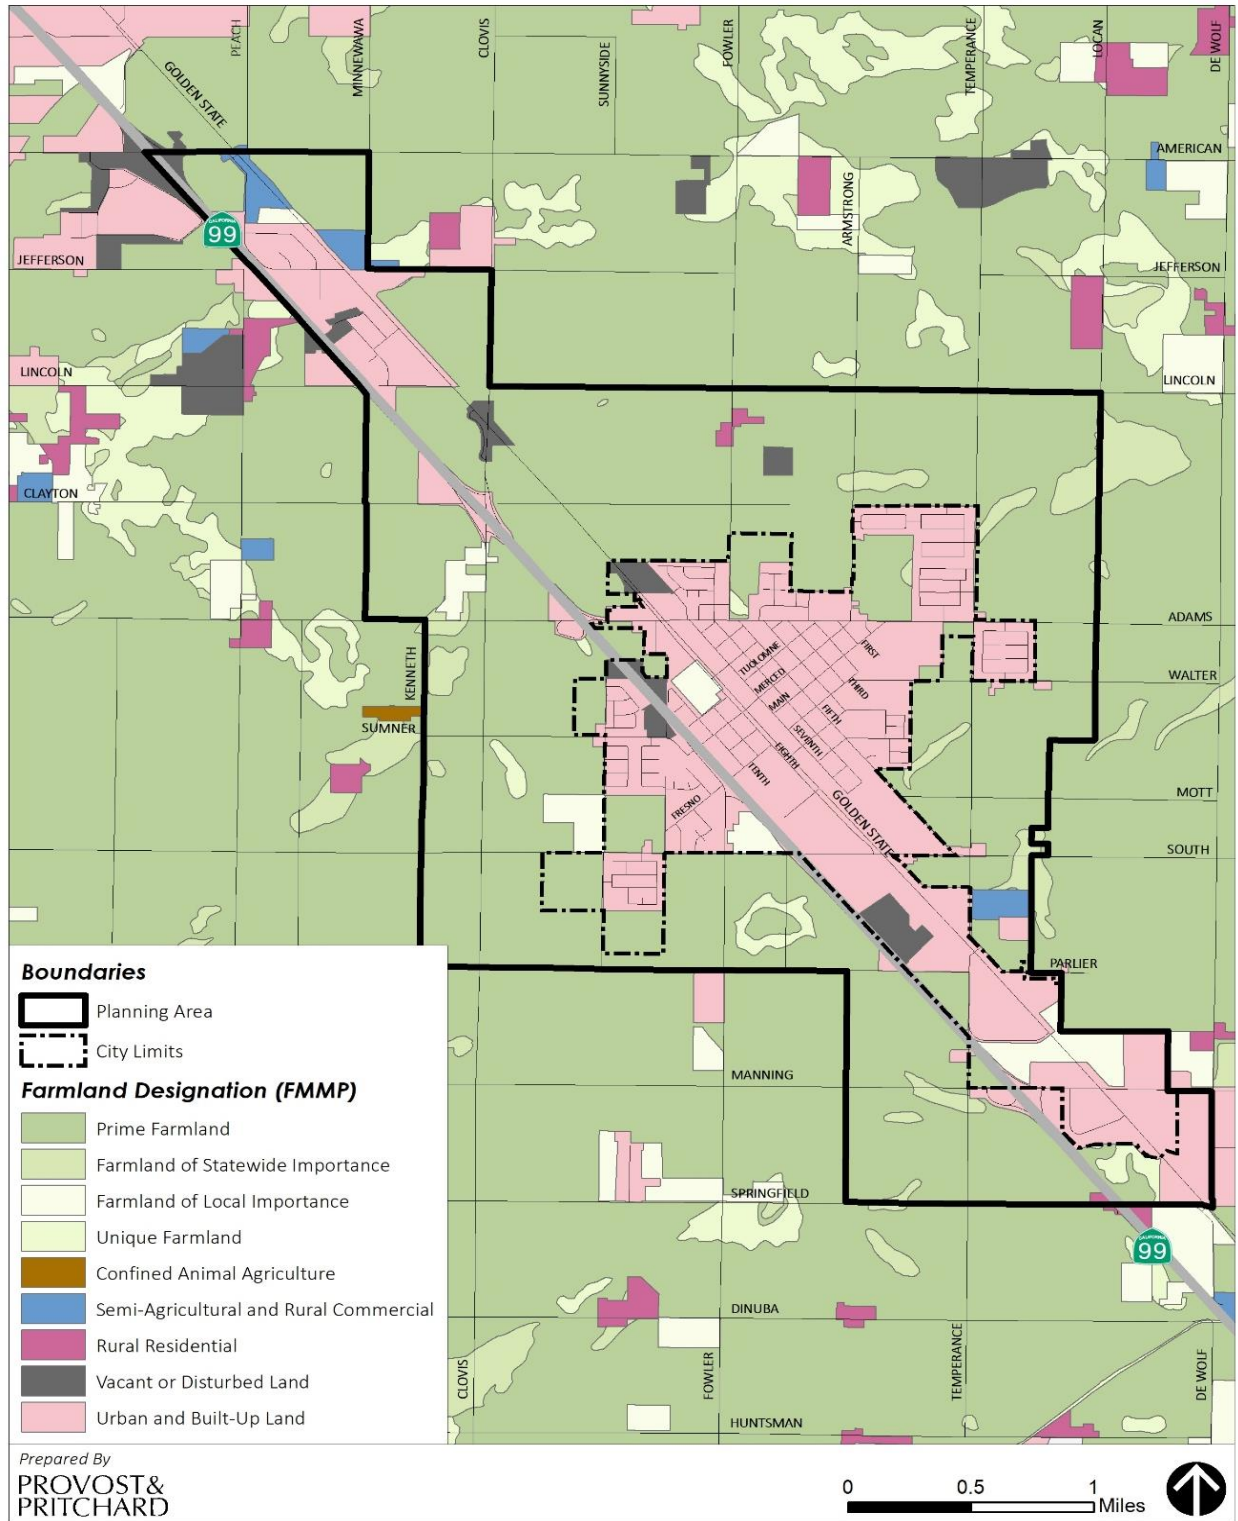 PEACH
MINNEWAWA
CLOVIS
SUNNYSIDE
FOWLER
TEMPERANCE
LOCAN
DE WOLF
GOLDEN STATE
AMERICAN
ARMSTRONG
CALIFORNIA
99
JEFFERSON
JEFFERSON
LINCOLN
LINCOLN
CLAYTON
ADAMS
KENNETH
TUOLOMNE
FIRST
MERCED
WALTER
THIRD
MAIN
FIFTH
SUMNER
SEVENTH
EIGHTH
TENTH
MOTT
FRESNO
GOLDEN STATE
SOUTH
PARLIER
MANNING
SPRINGFIELD
CALIFORNIA
99
DINUBA
CLOVIS
FOWLER
TEMPERANCE
DE WOLF
HUNTSMAN
Boundaries
Planning Area
City Limits
Farmland Designation (FMMP)
Prime Farmland
Farmland of Statewide Importance
Farmland of Local Importance
Unique Farmland
Confined Animal Agriculture
Semi-Agricultural and Rural Commercial
Rural Residential
Vacant or Disturbed Land
Urban and Built-Up Land
Prepared By
PROVOST&
PRITCHARD
0 0.5 1
Miles